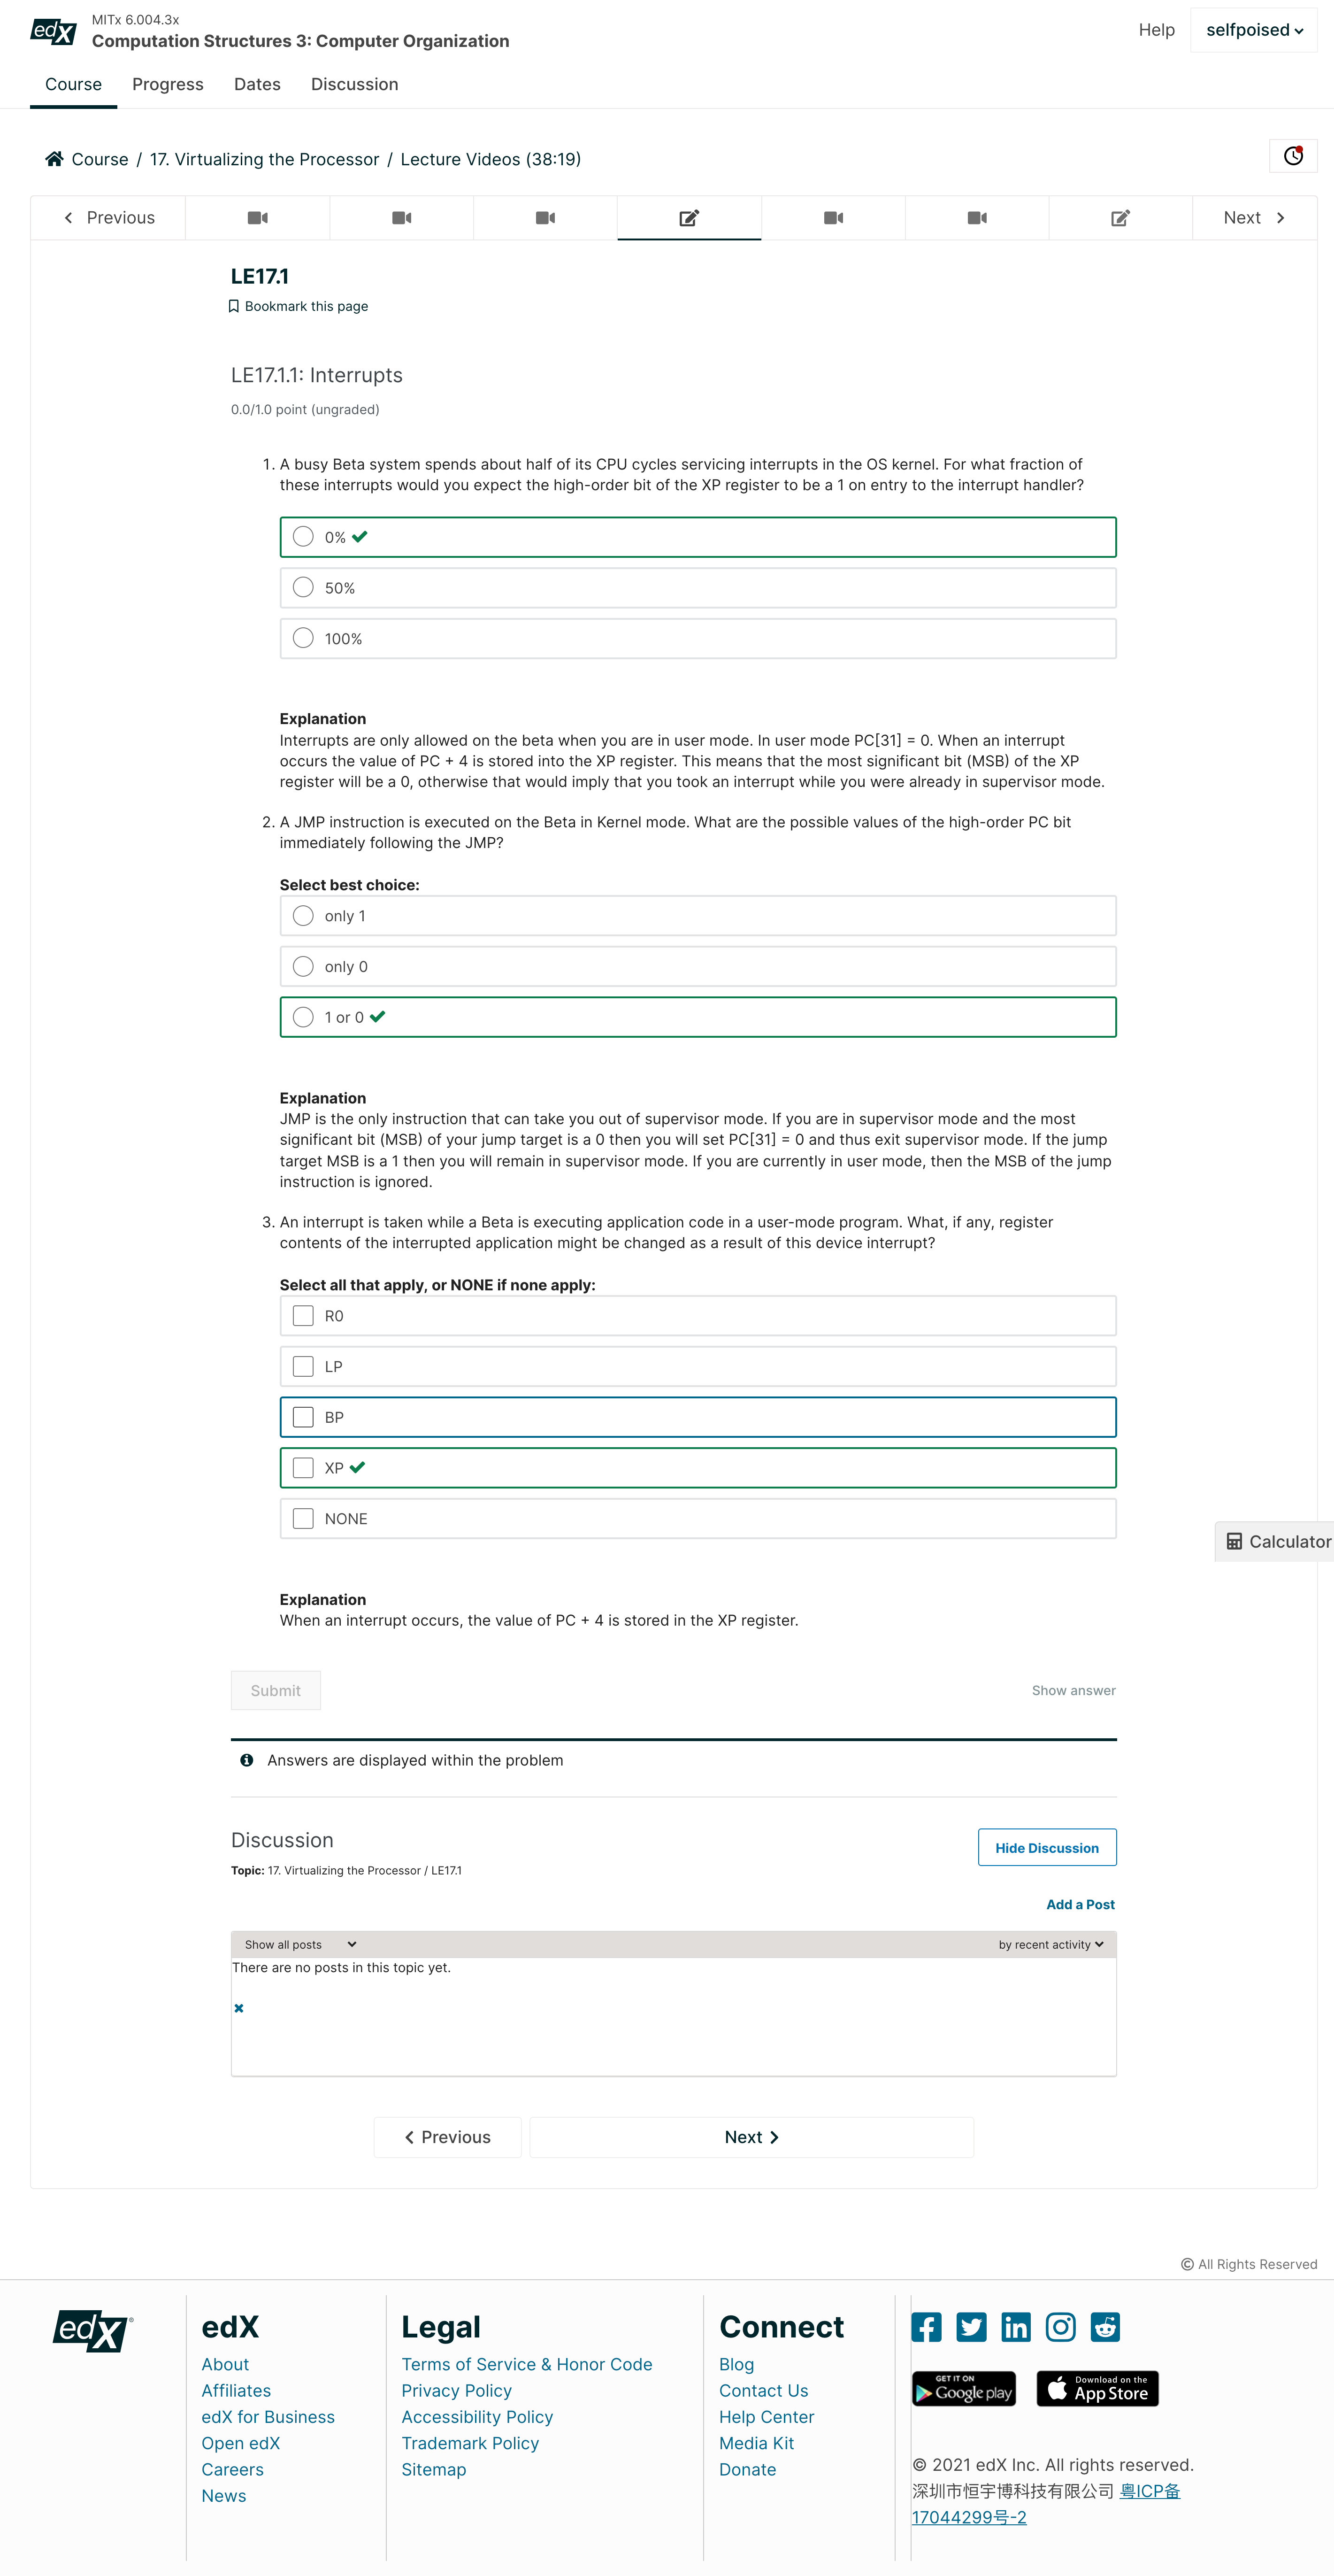 edX
MITx 6.004.3x
Computation Structures 3: Computer Organization
Help
selfpoised
Course
Progress
Dates
Discussion
Course / 17. Virtualizing the Processor / Lecture Videos (38:19)
Previous
Next
LE17.1
Bookmark this page
LE17.1.1: Interrupts
0.0/1.0 point (ungraded)
1. A busy Beta system spends about half of its CPU cycles servicing interrupts in the OS kernel. For what fraction of
these interrupts would you expect the high-order bit of the XP register to be a 1 on entry to the interrupt handler?
0%
50%
100%
Explanation
Interrupts are only allowed on the beta when you are in user mode. In user mode PC[31] = 0. When an interrupt
occurs the value of PC + 4 is stored into the XP register. This means that the most significant bit (MSB) of the XP
register will be a 0, otherwise that would imply that you took an interrupt while you were already in supervisor mode.
2. A JMP instruction is executed on the Beta in Kernel mode. What are the possible values of the high-order PC bit
immediately following the JMP?
Select best choice:
only 1
only 0
1 or 0
Explanation
JMP is the only instruction that can take you out of supervisor mode. If you are in supervisor mode and the most
significant bit (MSB) of your jump target is a 0 then you will set PC[31] = 0 and thus exit supervisor mode. If the jump
target MSB is a 1 then you will remain in supervisor mode. If you are currently in user mode, then the MSB of the jump
instruction is ignored.
3. An interrupt is taken while a Beta is executing application code in a user-mode program. What, if any, register
contents of the interrupted application might be changed as a result of this device interrupt?
Select all that apply, or NONE if none apply:
R0
LP
BP
XP
NONE
Calculator
Explanation
When an interrupt occurs, the value of PC + 4 is stored in the XP register.
Submit
Show answer
Answers are displayed within the problem
Discussion
Hide Discussion
Topic: 17. Virtualizing the Processor / LE17.1
Add a Post
Show all posts
by recent activity
There are no posts in this topic yet.
Previous
Next
© All Rights Reserved
edX
edX
About
Affiliates
edX for Business
Open edX
Careers
News
Legal
Terms of Service & Honor Code
Privacy Policy
Accessibility Policy
Trademark Policy
Sitemap
Connect
Blog
Contact Us
Help Center
Media Kit
Donate
GET IT ON
Google play
Download on the
App Store
© 2021 edX Inc. All rights reserved.
深圳市恒宇博科技有限公司 粤ICP备
17044299号-2